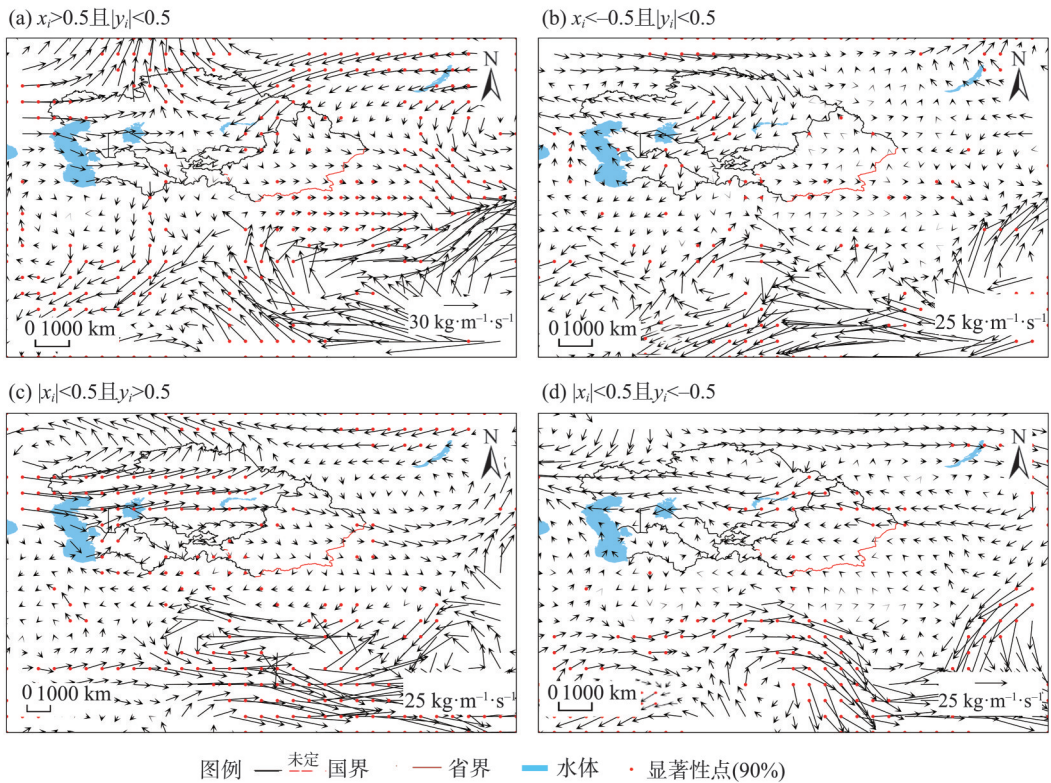 (a) xᵢ>0.5且|yᵢ|<0.5
(b) xᵢ<–0.5且|yᵢ|<0.5
N
N
0 1000 km
30 kg·m⁻¹·s⁻¹
0 1000 km
25 kg·m⁻¹·s⁻¹
(c) |xᵢ|<0.5且yᵢ>0.5
(d) |xᵢ|<0.5且yᵢ<–0.5
N
N
0 1000 km
25 kg·m⁻¹·s⁻¹
0 1000 km
25 kg·m⁻¹·s⁻¹
图例 未定 国界 省界 水体 显著性点(90%)